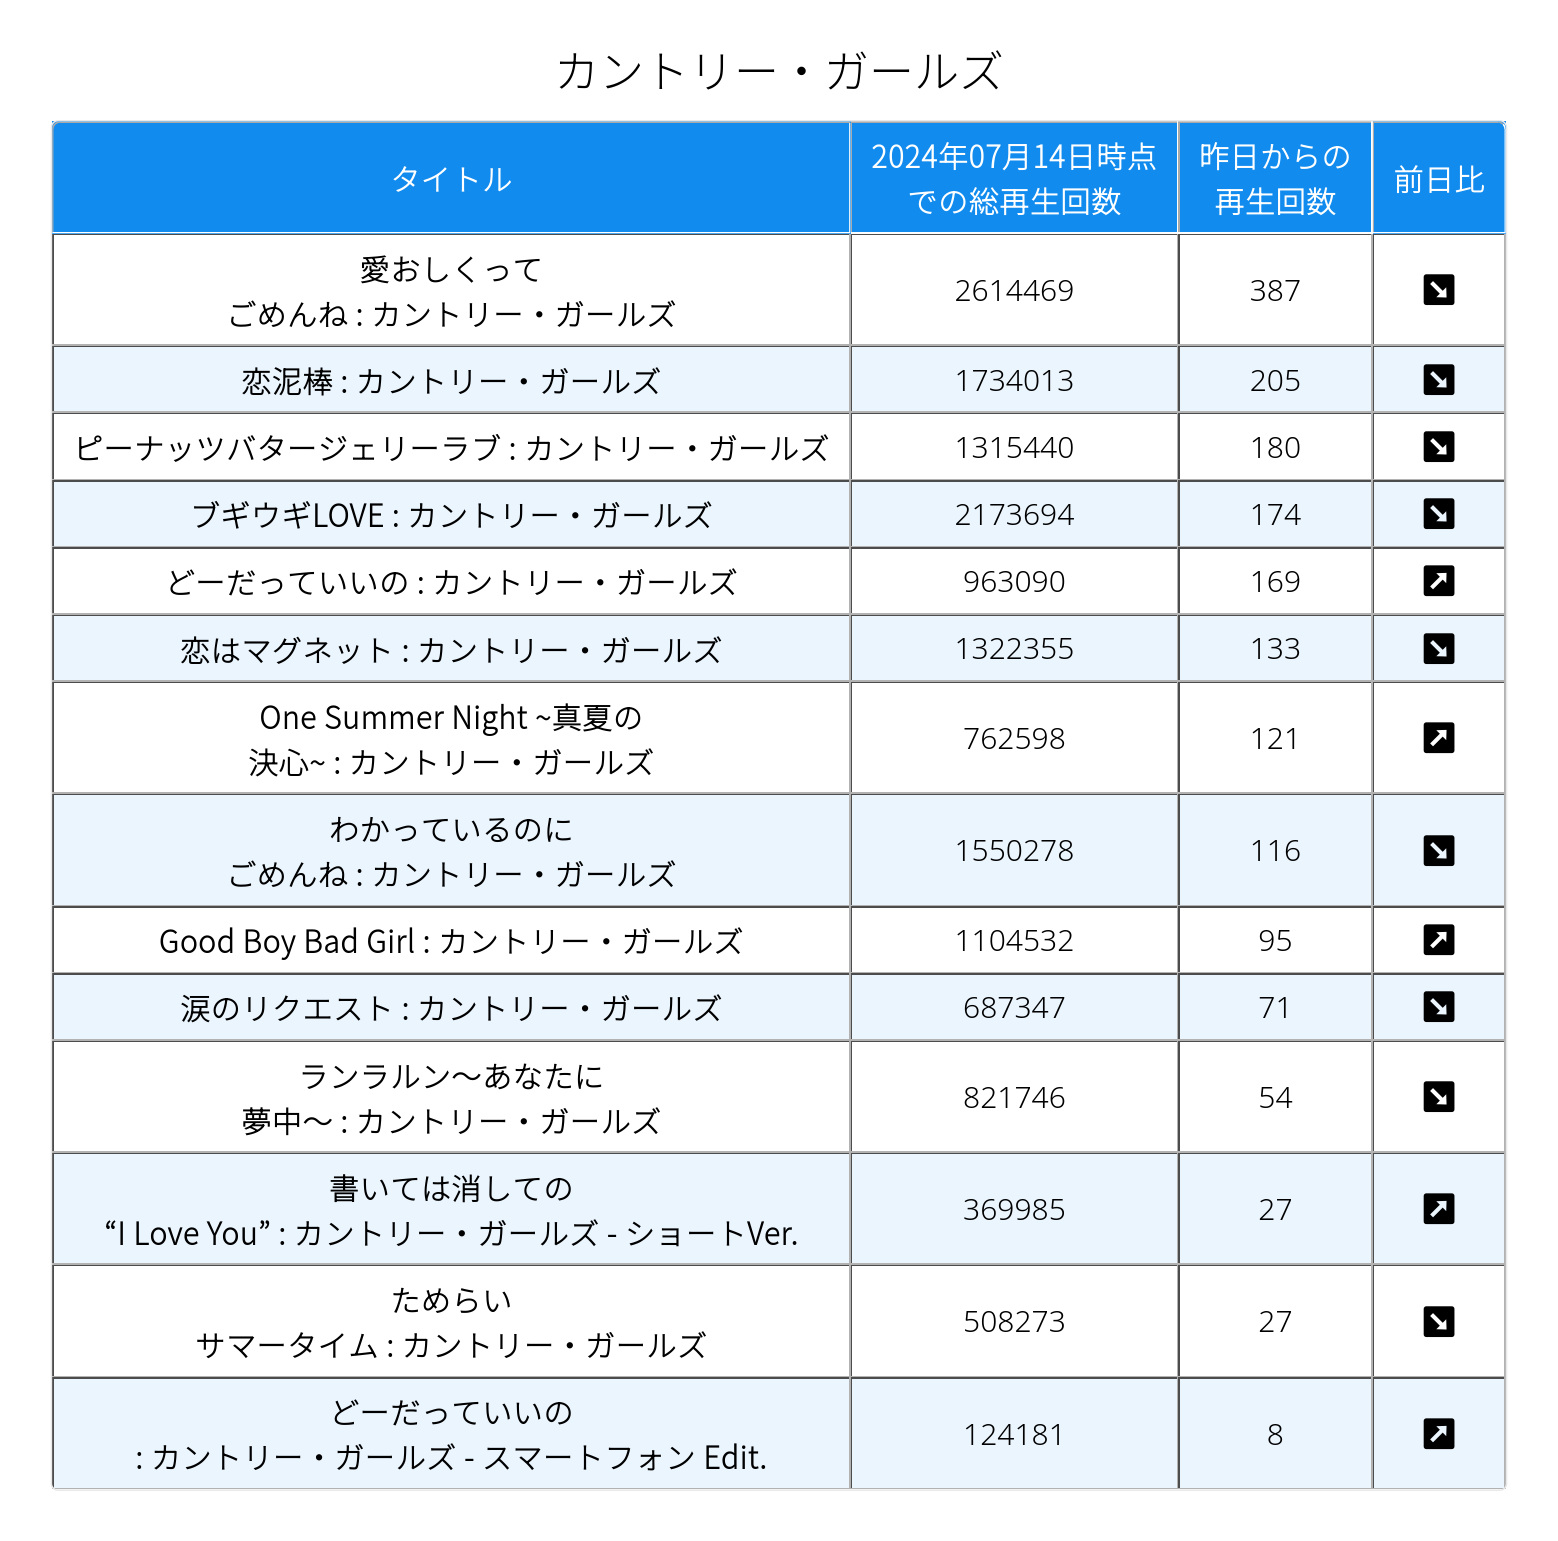 カントリー・ガールズ
タイトル
2024年07月14日時点
での総再生回数
昨日からの
再生回数
前日比
愛おしくって
ごめんね : カントリー・ガールズ
2614469
387
恋泥棒 : カントリー・ガールズ
1734013
205
ピーナッツバタージェリーラブ : カントリー・ガールズ
1315440
180
ブギウギLOVE : カントリー・ガールズ
2173694
174
どーだっていいの : カントリー・ガールズ
963090
169
恋はマグネット : カントリー・ガールズ
1322355
133
One Summer Night ~真夏の
決心~ : カントリー・ガールズ
762598
121
わかっているのに
ごめんね : カントリー・ガールズ
1550278
116
Good Boy Bad Girl : カントリー・ガールズ
1104532
95
涙のリクエスト : カントリー・ガールズ
687347
71
ランラルン〜あなたに
夢中〜 : カントリー・ガールズ
821746
54
書いては消しての
“I Love You” : カントリー・ガールズ - ショートVer.
369985
27
ためらい
サマータイム : カントリー・ガールズ
508273
27
どーだっていいの
: カントリー・ガールズ - スマートフォン Edit.
124181
8